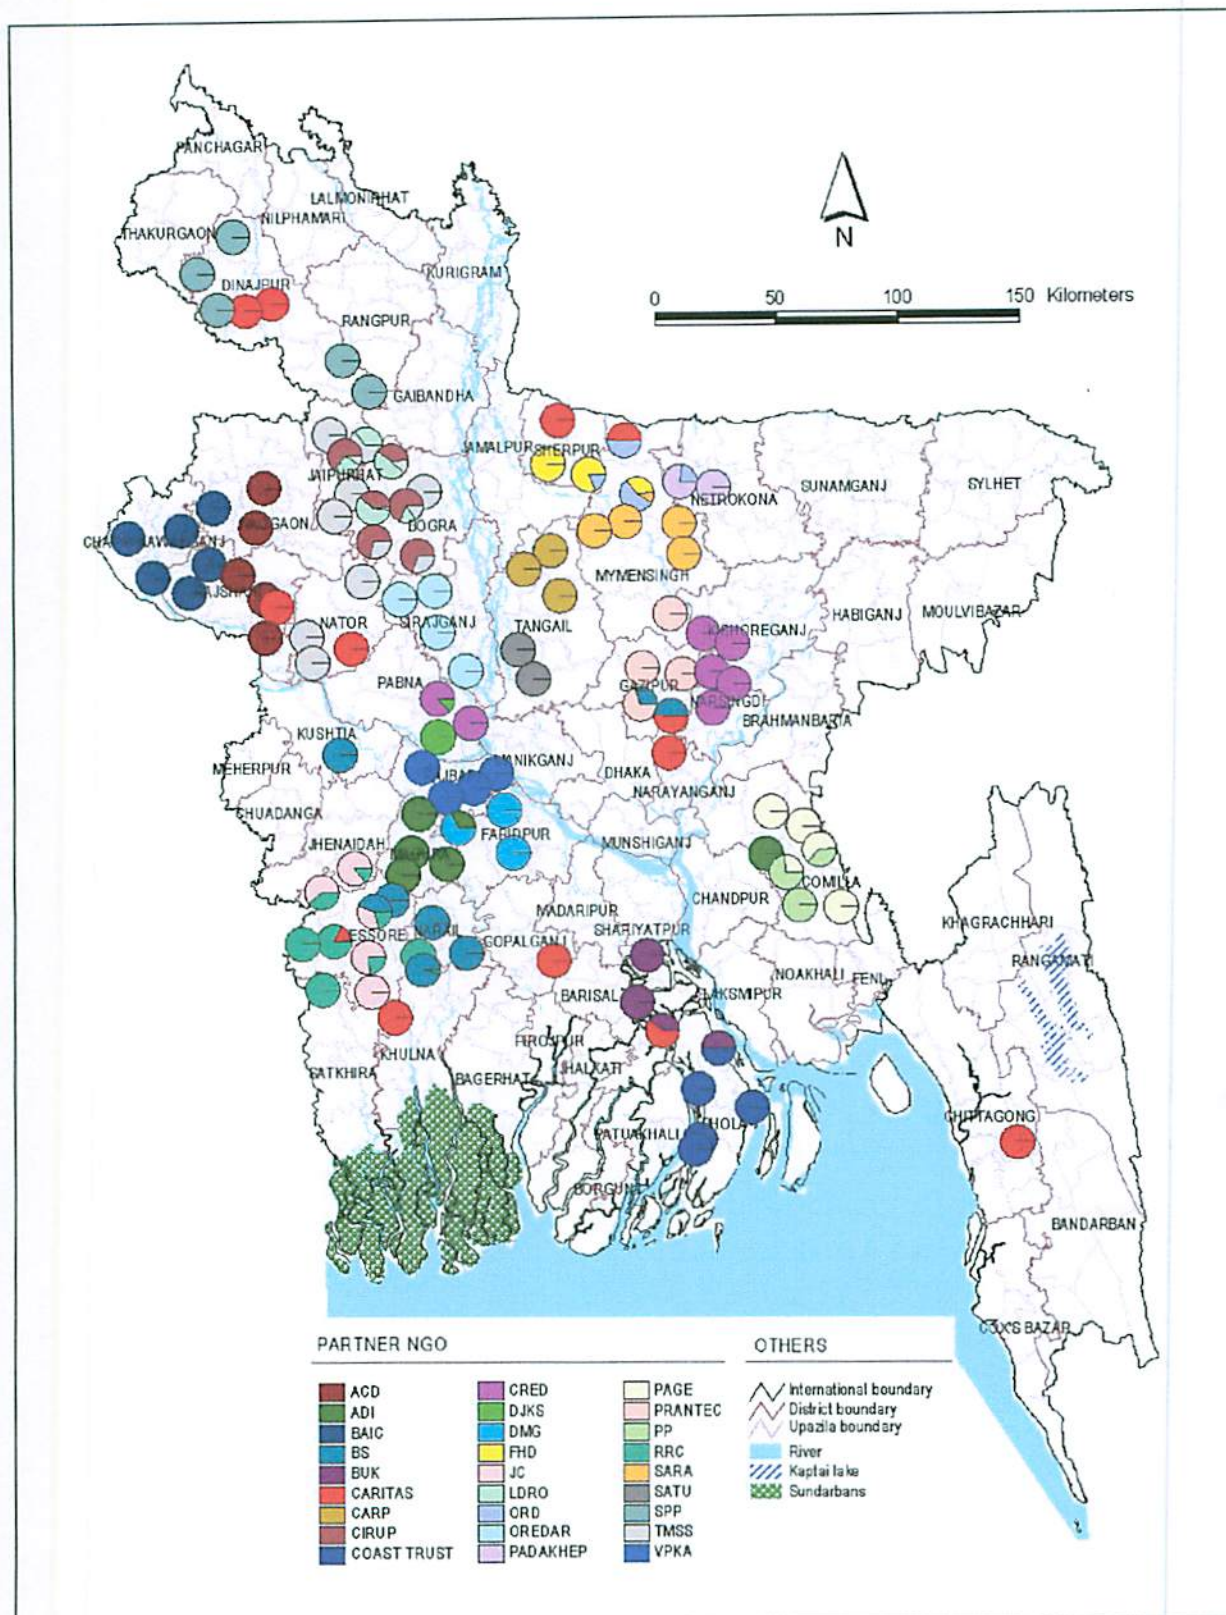 PANCHAGAR
LALMONIRHAT
NILPHAMARI
THAKURGAON
KURIGRAM
DINAJPUR
RANGPUR
GAIBANDHA
N
0 50 100 150 Kilometers
JAMALPUR SHERPUR
JAIPURHAT
NETROKONA
SUNAMGANJ
SYLHET
BOGRA
MYMENSINGH
HABIGANJ
MOULVIBAZAR
NATOR
SIRAJGANJ
TANGAIL
KISHOREGANJ
PABNA
GAZIPUR
NARSINGDI
BRAHMANBARIA
KUSHTIA
MEHERPUR
MANIKGANJ
DHAKA
NARAYANGANJ
CHUADANGA
JHENAIDAH
FARIDPUR
MUNSHIGANJ
COMILLA
CHANDPUR
MADARIPUR
SHARIYATPUR
KHAGRACHHARI
JESSORE
NARAIL
GOPALGANJ
RANGAMATI
NOAKHALI
FENI
LAKSMIPUR
BARISAL
PIROJPUR
KHULNA
SATKHIRA
BAGERHAT
JHALKATI
PATUAKHALI
BHOLA
CHITTAGONG
BORGUNA
BANDARBAN
COX'S BAZAR
PARTNER NGO
ACD
ADI
BAIC
BS
BUK
CARITAS
CARP
CIRUP
COAST TRUST
CRED
DJKS
DMG
FHD
JC
LDRO
ORD
OREDAR
PADAKHEP
PAGE
PRANTEC
PP
RRC
SARA
SATU
SPP
TMSS
VPKA
OTHERS
International boundary
District boundary
Upazila boundary
River
Kaptai lake
Sundarbans